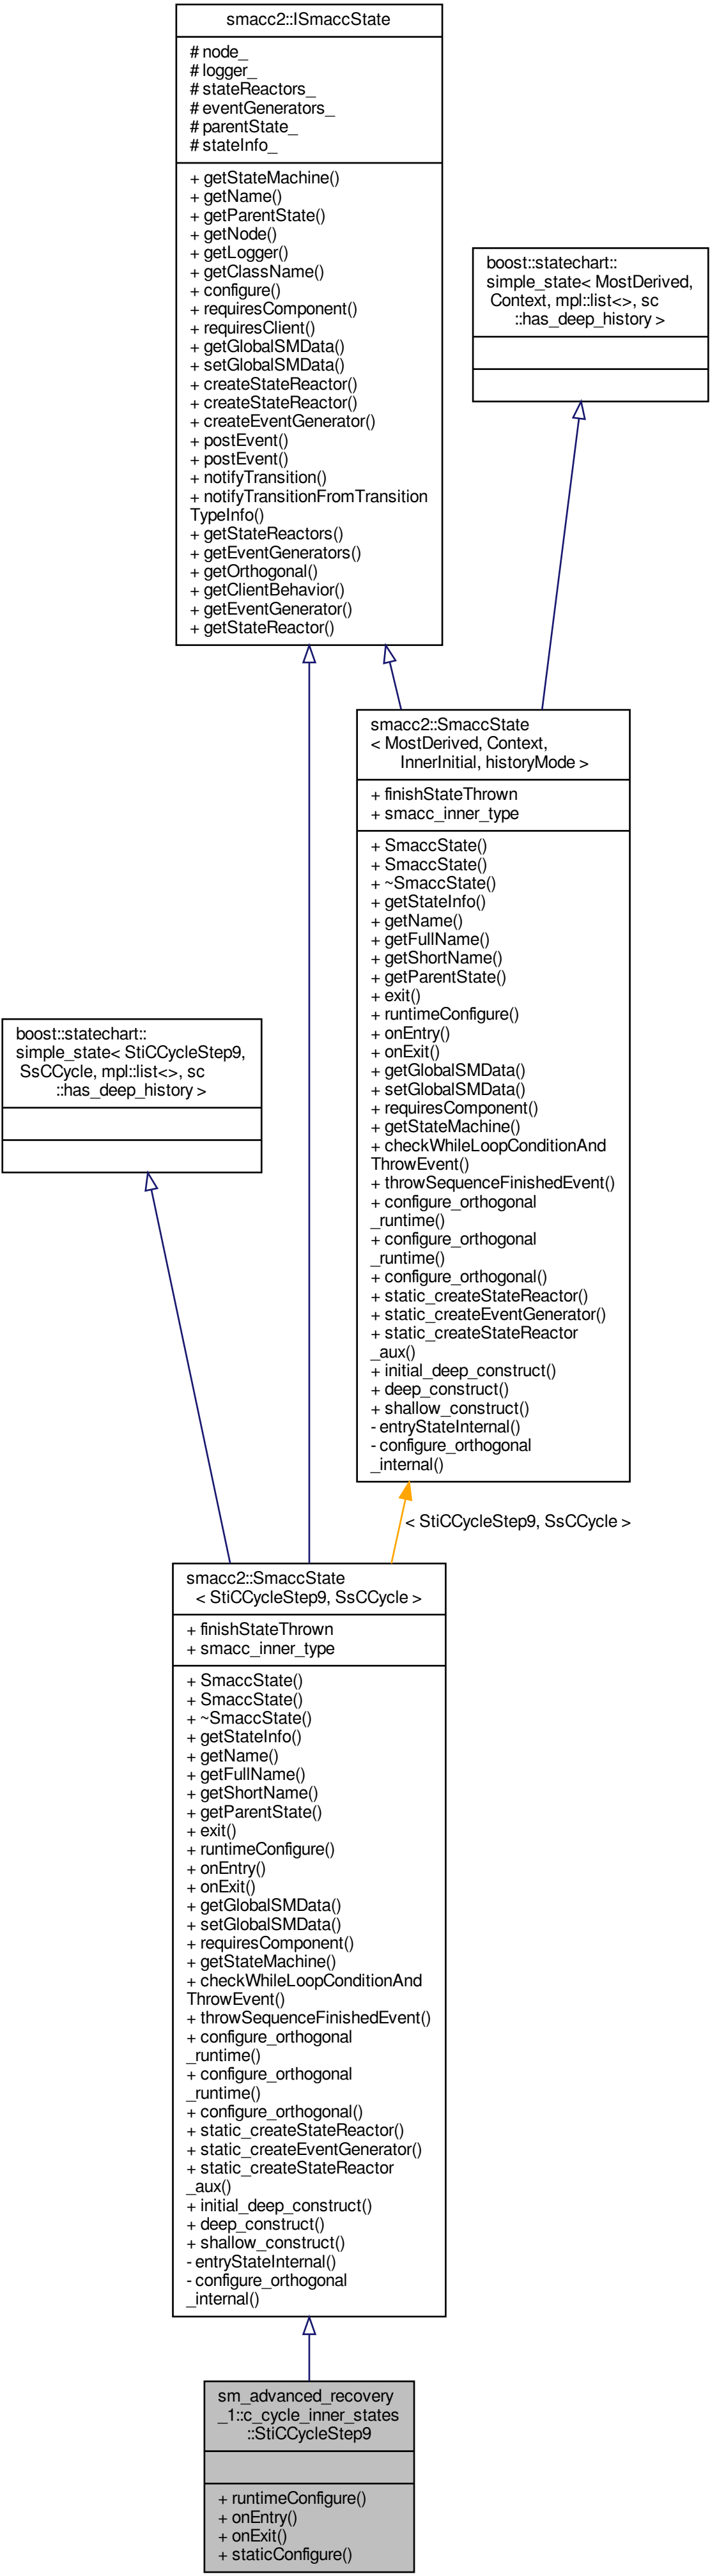 smacc2::ISmaccState
# node_
# logger_
# stateReactors_
# eventGenerators_
# parentState_
# stateInfo_
+ getStateMachine()
+ getName()
+ getParentState()
+ getNode()
+ getLogger()
+ getClassName()
+ configure()
+ requiresComponent()
+ requiresClient()
+ getGlobalSMData()
+ setGlobalSMData()
+ createStateReactor()
+ createStateReactor()
+ createEventGenerator()
+ postEvent()
+ postEvent()
+ notifyTransition()
+ notifyTransitionFromTransition
TypeInfo()
+ getStateReactors()
+ getEventGenerators()
+ getOrthogonal()
+ getClientBehavior()
+ getEventGenerator()
+ getStateReactor()
boost::statechart::
simple_state< MostDerived,
Context, mpl::list<>, sc
::has_deep_history >
smacc2::SmaccState
< MostDerived, Context,
InnerInitial, historyMode >
+ finishStateThrown
+ smacc_inner_type
+ SmaccState()
+ SmaccState()
+ ~SmaccState()
+ getStateInfo()
+ getName()
+ getFullName()
+ getShortName()
+ getParentState()
+ exit()
+ runtimeConfigure()
+ onEntry()
+ onExit()
+ getGlobalSMData()
+ setGlobalSMData()
+ requiresComponent()
+ getStateMachine()
+ checkWhileLoopConditionAnd
ThrowEvent()
+ throwSequenceFinishedEvent()
+ configure_orthogonal
_runtime()
+ configure_orthogonal
_runtime()
+ configure_orthogonal()
+ static_createStateReactor()
+ static_createEventGenerator()
+ static_createStateReactor
_aux()
+ initial_deep_construct()
+ deep_construct()
+ shallow_construct()
- entryStateInternal()
- configure_orthogonal
_internal()
boost::statechart::
simple_state< StiCCycleStep9,
SsCCycle, mpl::list<>, sc
::has_deep_history >
< StiCCycleStep9, SsCCycle >
smacc2::SmaccState
< StiCCycleStep9, SsCCycle >
+ finishStateThrown
+ smacc_inner_type
+ SmaccState()
+ SmaccState()
+ ~SmaccState()
+ getStateInfo()
+ getName()
+ getFullName()
+ getShortName()
+ getParentState()
+ exit()
+ runtimeConfigure()
+ onEntry()
+ onExit()
+ getGlobalSMData()
+ setGlobalSMData()
+ requiresComponent()
+ getStateMachine()
+ checkWhileLoopConditionAnd
ThrowEvent()
+ throwSequenceFinishedEvent()
+ configure_orthogonal
_runtime()
+ configure_orthogonal
_runtime()
+ configure_orthogonal()
+ static_createStateReactor()
+ static_createEventGenerator()
+ static_createStateReactor
_aux()
+ initial_deep_construct()
+ deep_construct()
+ shallow_construct()
- entryStateInternal()
- configure_orthogonal
_internal()
sm_advanced_recovery
_1::c_cycle_inner_states
::StiCCycleStep9
+ runtimeConfigure()
+ onEntry()
+ onExit()
+ staticConfigure()